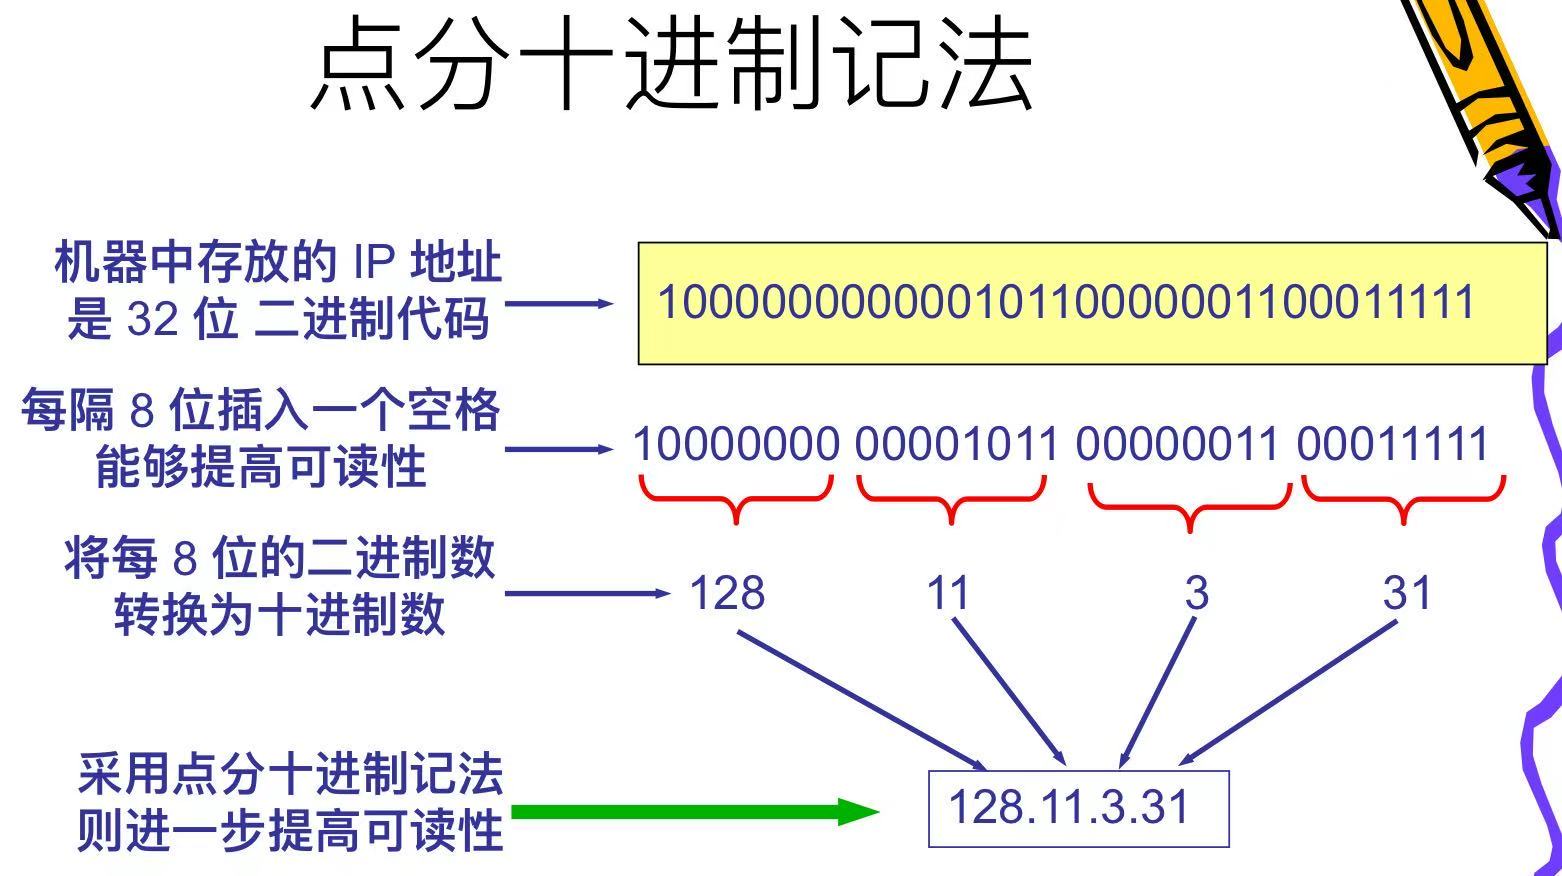 点分十进制记法
机器中存放的 IP 地址
是 32 位 二进制代码
10000000000010110000001100011111
每隔 8 位插入一个空格
能够提高可读性
10000000 00001011 00000011 00011111
将每 8 位的二进制数
转换为十进制数
128 11 3 31
采用点分十进制记法
则进一步提高可读性
128.11.3.31